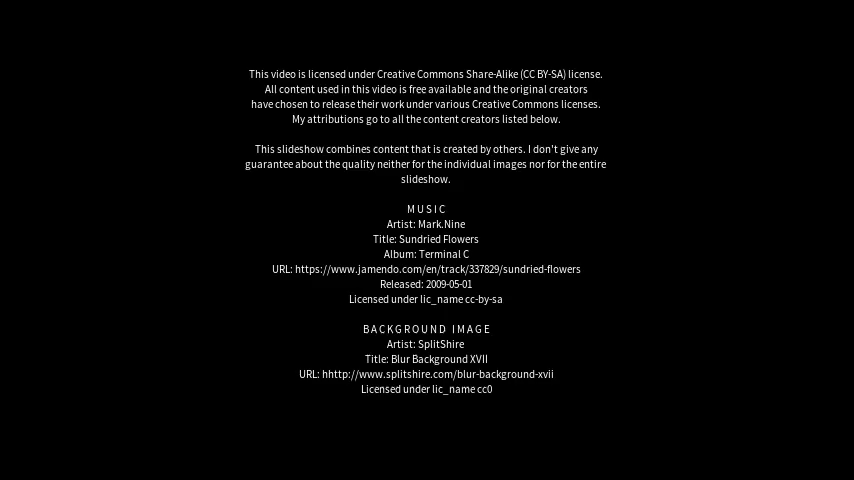 This video is licensed under Creative Commons Share-Alike (CC BY-SA) license.
All content used in this video is free available and the original creators
have chosen to release their work under various Creative Commons licenses.
My attributions go to all the content creators listed below.
This slideshow combines content that is created by others. I don't give any
guarantee about the quality neither for the individual images nor for the entire
slideshow.
MUSIC
Artist: Mark.Nine
Title: Sundried Flowers
Album: Terminal C
URL: https://www.jamendo.com/en/track/337829/sundried-flowers
Released: 2009-05-01
Licensed under lic_name cc-by-sa
BACKGROUND IMAGE
Artist: SplitShire
Title: Blur Background XVII
URL: hhttp://www.splitshire.com/blur-background-xvii
Licensed under lic_name cc0